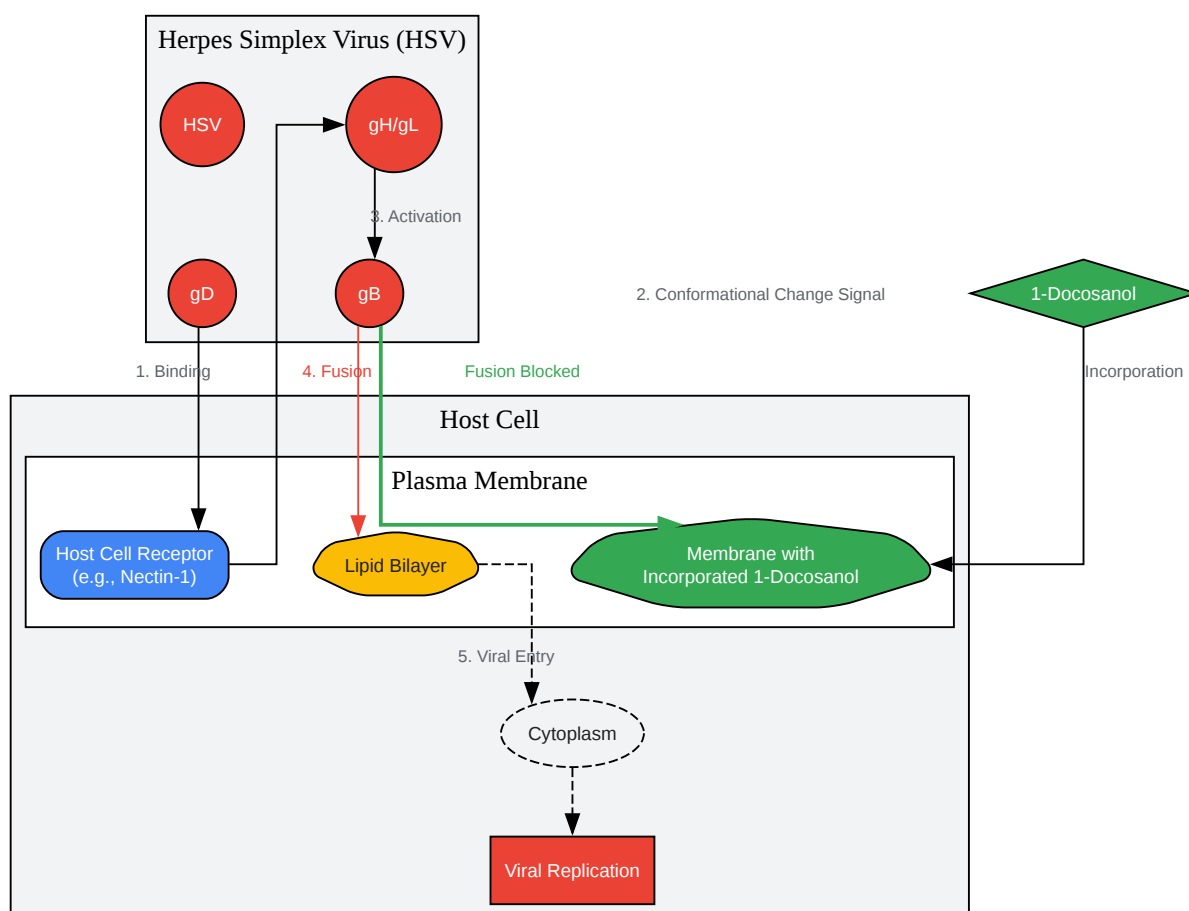 Herpes Simplex Virus (HSV)
HSV
gH/gL
3. Activation
gD
gB
2. Conformational Change Signal
1-Docosanol
1. Binding
4. Fusion
Fusion Blocked
Incorporation
Host Cell
Plasma Membrane
Host Cell Receptor
(e.g., Nectin-1)
Lipid Bilayer
Membrane with
Incorporated 1-Docosanol
5. Viral Entry
Cytoplasm
Viral Replication